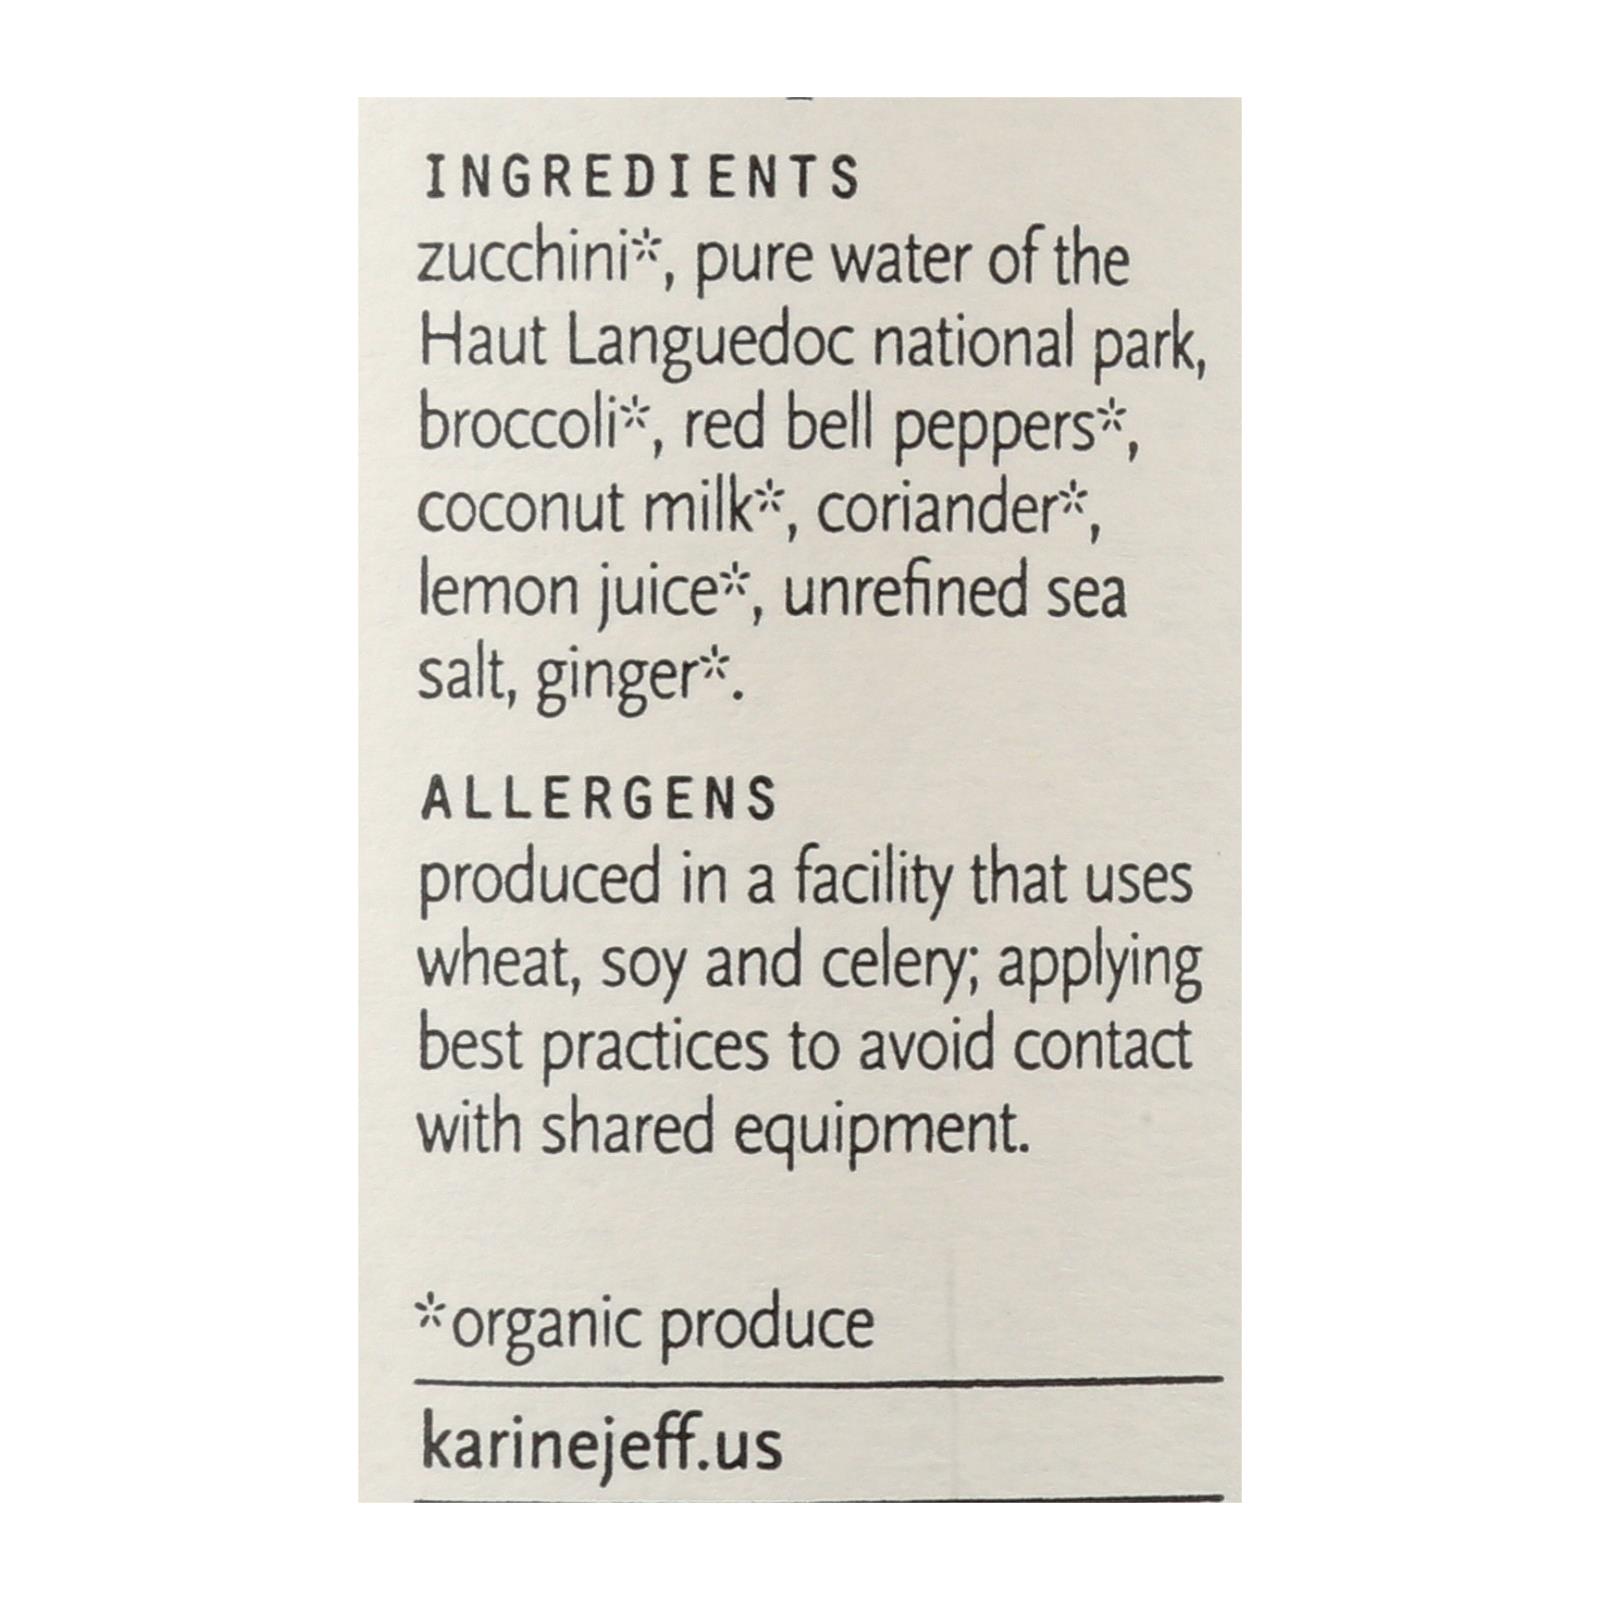 INGREDIENTS
zucchini*, pure water of the
Haut Languedoc national park,
broccoli*, red bell peppers*,
coconut milk*, coriander*,
lemon juice*, unrefined sea
salt, ginger*.
ALLERGENS
produced in a facility that uses
wheat, soy and celery; applying
best practices to avoid contact
with shared equipment.
*organic produce
karinejeff.us